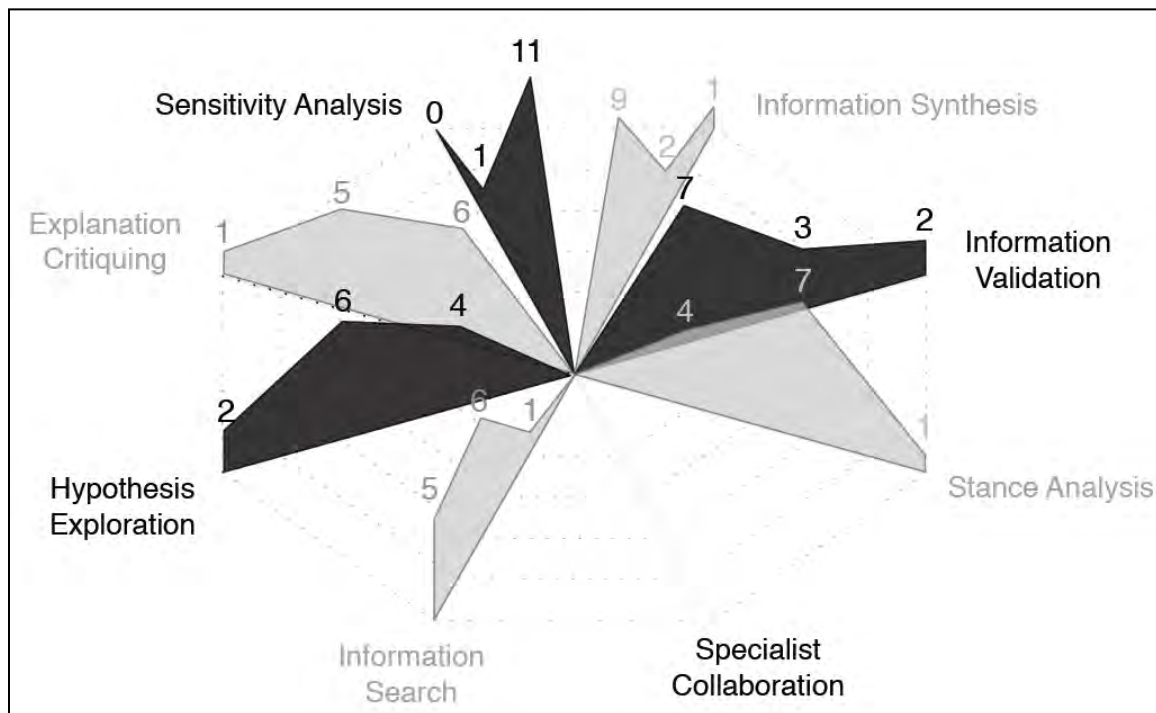 11
Sensitivity Analysis
0
1
9
2
1
Information Synthesis
Explanation
Critiquing
1
5
6
7
3
2
Information
Validation
6
4
2
4
7
1
Hypothesis
Exploration
6
1
5
Stance Analysis
Information
Search
Specialist
Collaboration